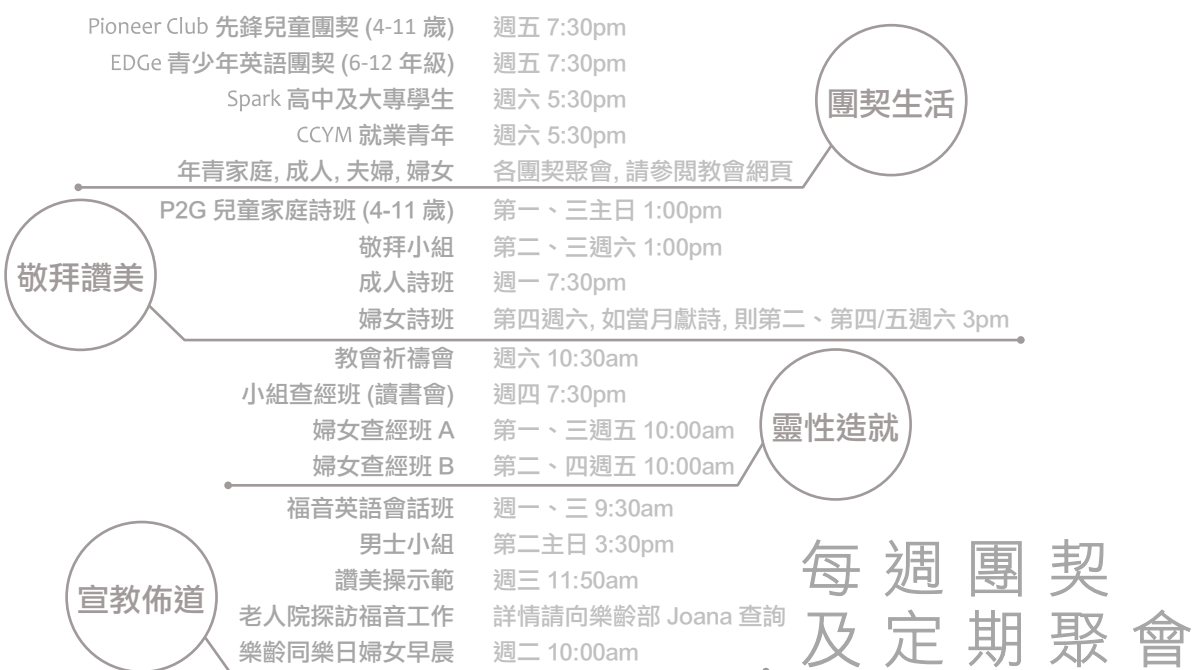 Pioneer Club 先鋒兒童團契 (4-11 歲) 週五 7:30pm
EDGe 青少年英語團契 (6-12 年級) 週五 7:30pm
Spark 高中及大專學生 週六 5:30pm
CCYM 就業青年 週六 5:30pm
年青家庭, 成人, 夫婦, 婦女 各團契聚會, 請參閱教會網頁
團契生活
P2G 兒童家庭詩班 (4-11 歲) 第一、三主日 1:00pm
敬拜小組 第二、三週六 1:00pm
成人詩班 週一 7:30pm
婦女詩班 第四週六, 如當月獻詩, 則第二、第四/五週六 3pm
敬拜讚美
教會祈禱會 週六 10:30am
小組查經班 (讀書會) 週四 7:30pm
婦女查經班 A 第一、三週五 10:00am
婦女查經班 B 第二、四週五 10:00am
靈性造就
福音英語會話班 週一、三 9:30am
男士小組 第二主日 3:30pm
讚美操示範 週三 11:50am
老人院探訪福音工作 詳情請向樂齡部 Joana 查詢
樂齡同樂日婦女早晨 週二 10:00am
宣教佈道
每週團契
及定期聚會